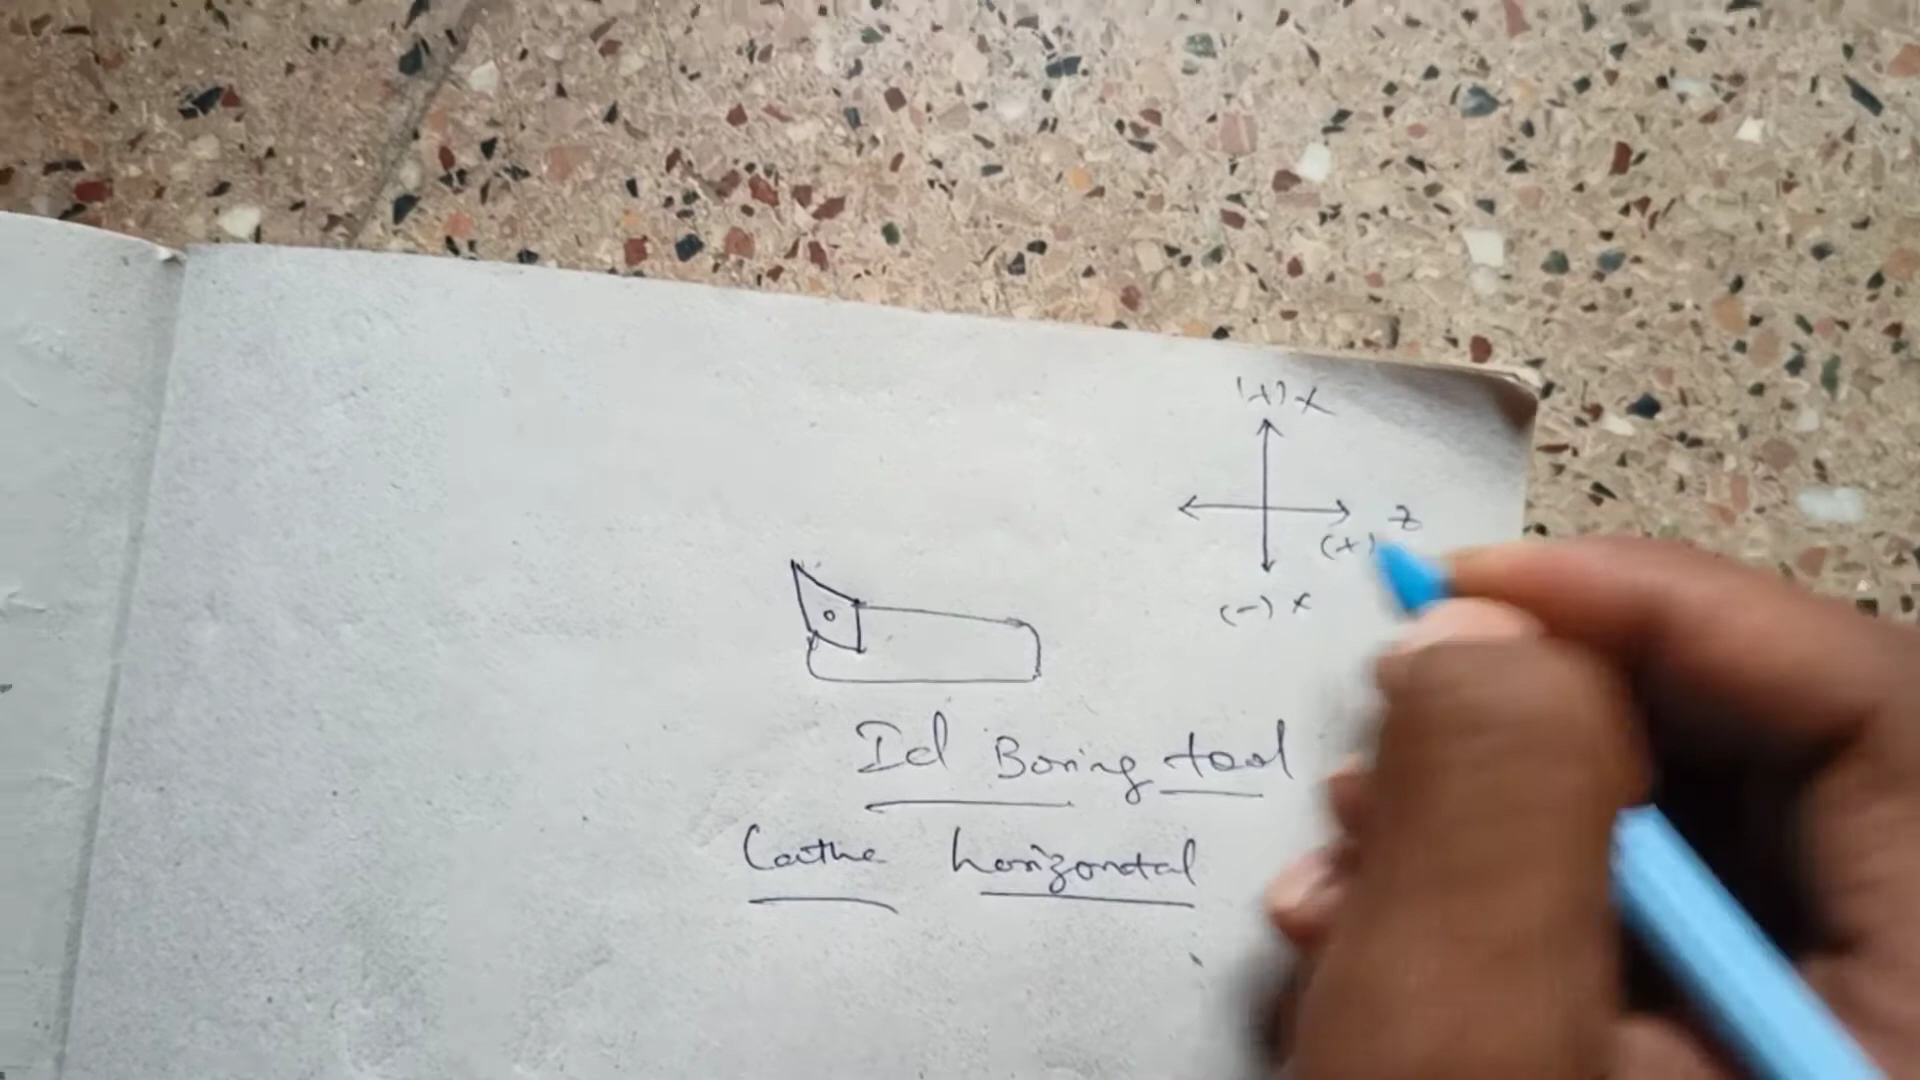 (+) X
Z
(+)
(-) X
Id Boring tool
Lathe horizontal